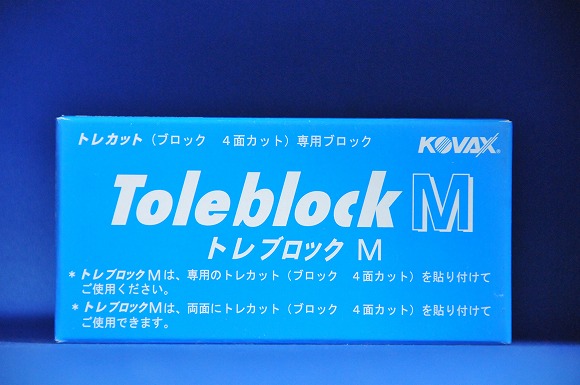 トレカット（ブロック　４面カット）専用ブロック
KOVAX®
Toleblock M
トレブロック M
＊トレブロックMは、専用のトレカット（ブロック　４面カット）を貼り付けて
ご使用ください。
＊トレブロックMは、両面にトレカット（ブロック　４面カット）を貼り付けて
ご使用できます。